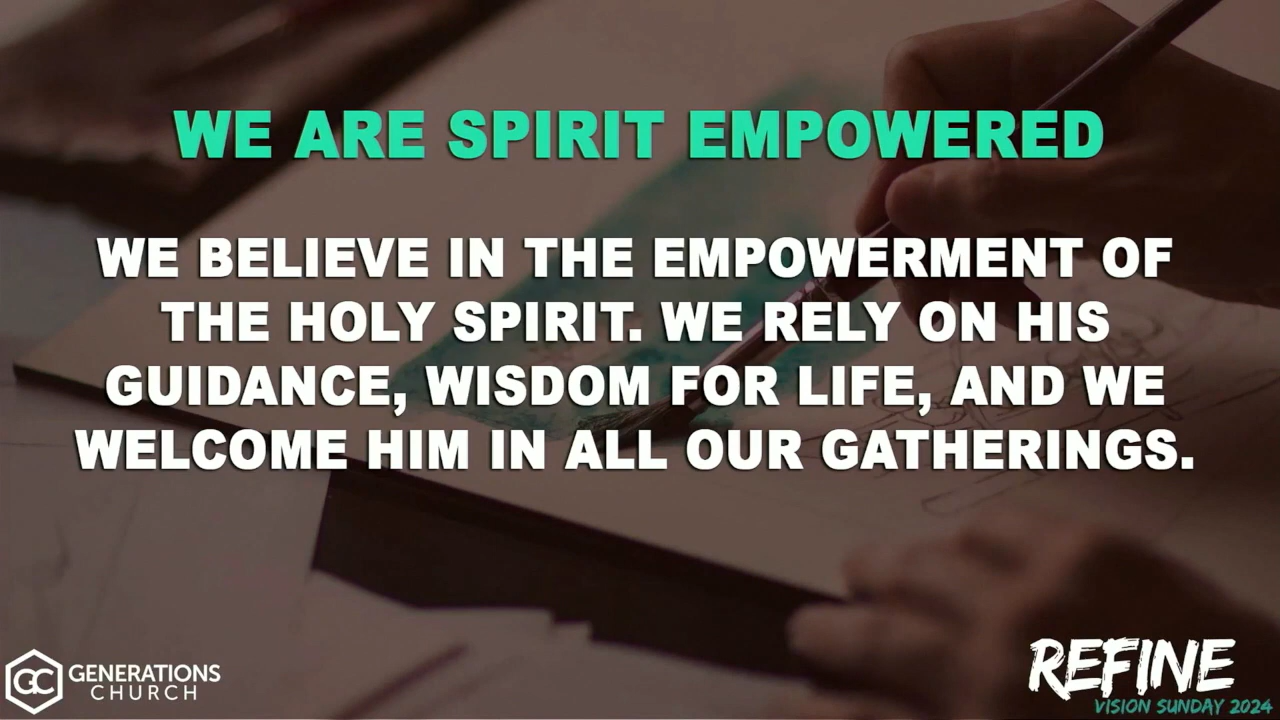 WE ARE SPIRIT EMPOWERED
WE BELIEVE IN THE EMPOWERMENT OF
THE HOLY SPIRIT. WE RELY ON HIS
GUIDANCE, WISDOM FOR LIFE, AND WE
WELCOME HIM IN ALL OUR GATHERINGS.
GC GENERATIONS
CHURCH
REFINE
VISION SUNDAY 2024